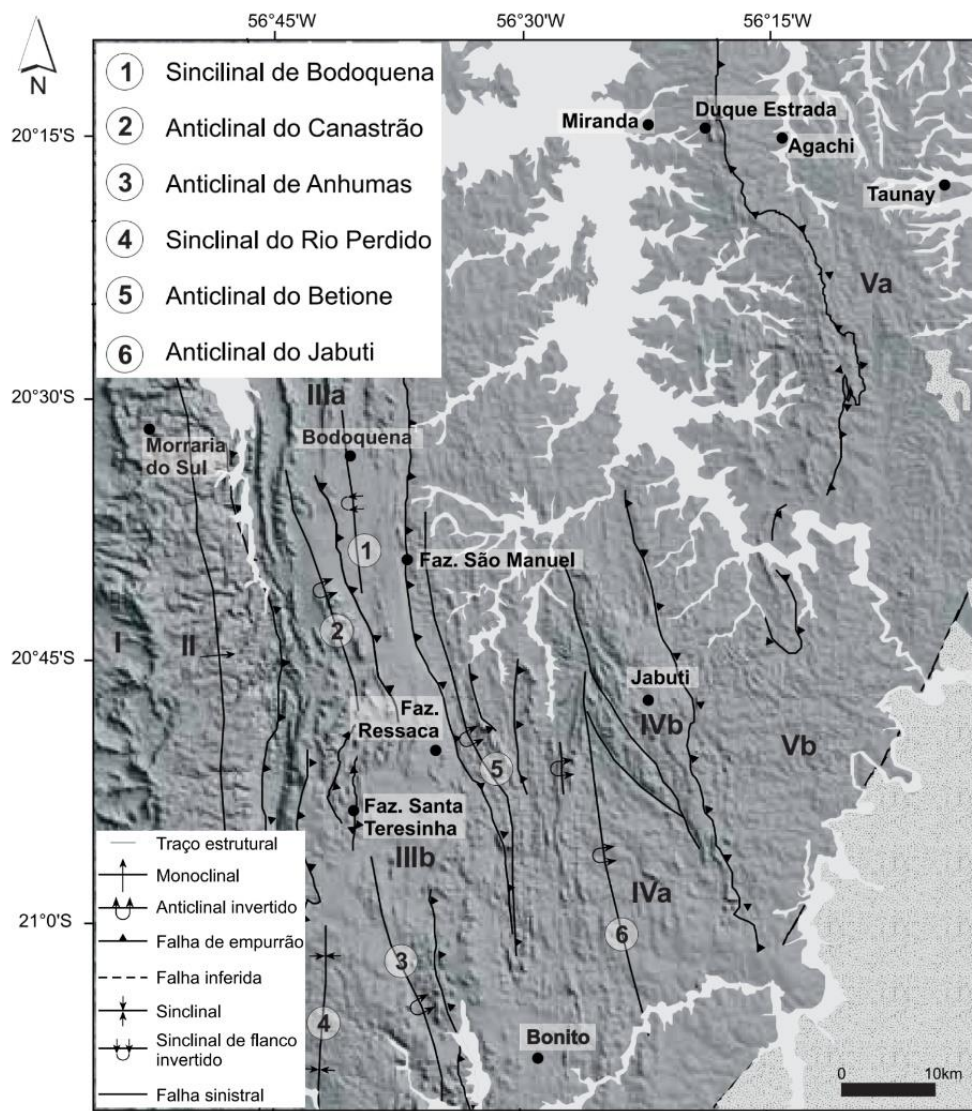 56°45'W
56°30'W
56°15'W
N
20°15'S
20°30'S
20°45'S
21°0'S
1 Sincilinal de Bodoquena
2 Anticlinal do Canastrão
3 Anticlinal de Anhumas
4 Sinclinal do Rio Perdido
5 Anticlinal do Betione
6 Anticlinal do Jabuti
Miranda
Duque Estrada
Agachi
Taunay
Va
IIIa
Bodoquena
Morraria
do Sul
1
Faz. São Manuel
2
I
II
Jabuti
IVb
Vb
Faz.
Ressaca
5
Faz. Santa
Teresinha
IIIb
IVa
6
3
4
Bonito
Traço estrutural
Monoclinal
Anticlinal invertido
Falha de empurrão
Falha inferida
Sinclinal
Sinclinal de flanco
invertido
Falha sinistral
0
10km